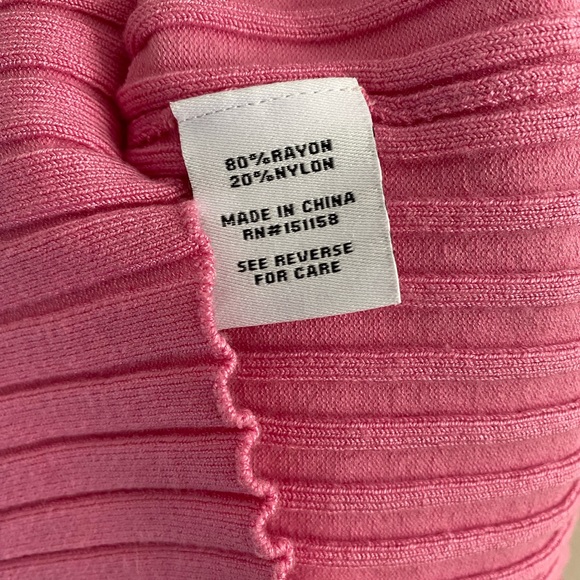 80%RAYON
20%NYLON
MADE IN CHINA
RN#151158
SEE REVERSE
FOR CARE